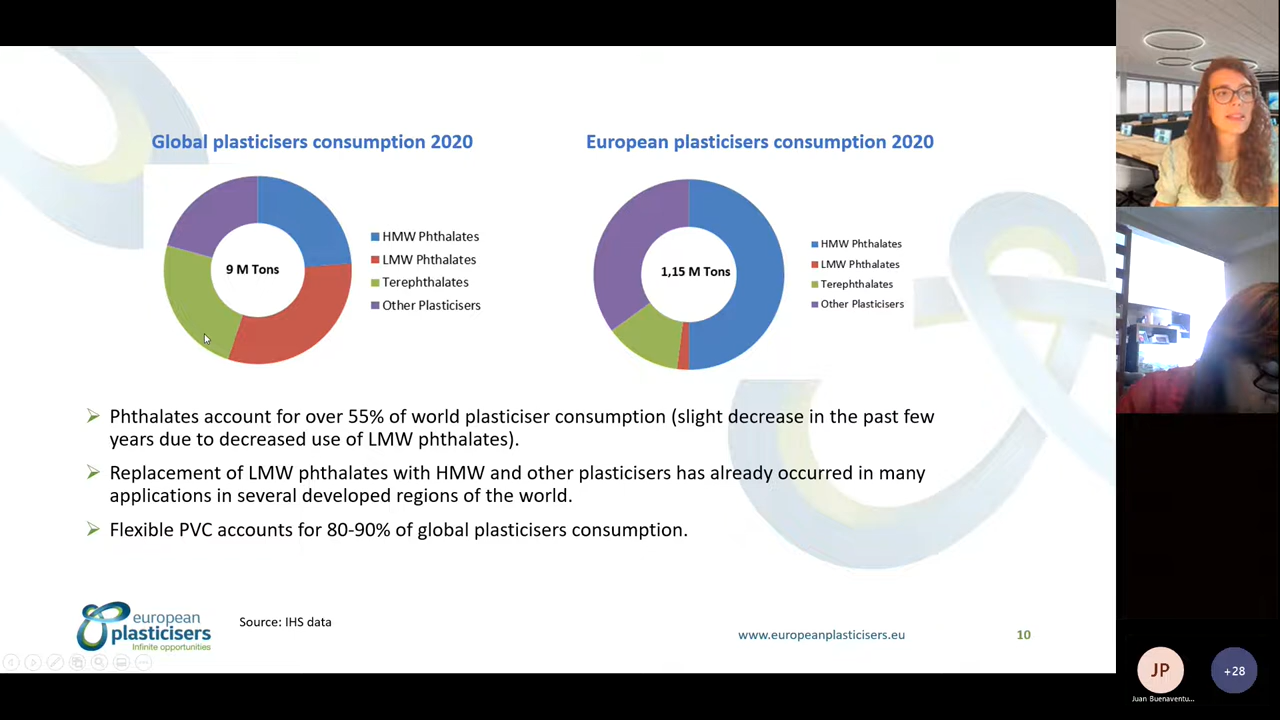 Global plasticisers consumption 2020
9 M Tons
HMW Phthalates
LMW Phthalates
Terephthalates
Other Plasticisers
European plasticisers consumption 2020
1,15 M Tons
HMW Phthalates
LMW Phthalates
Terephthalates
Other Plasticisers
Phthalates account for over 55% of world plasticiser consumption (slight decrease in the past few
years due to decreased use of LMW phthalates).
Replacement of LMW phthalates with HMW and other plasticisers has already occurred in many
applications in several developed regions of the world.
Flexible PVC accounts for 80-90% of global plasticisers consumption.
european
plasticisers
Infinite opportunities
Source: IHS data
www.europeanplasticisers.eu
10
JP
Juan Buenaventu...
+28